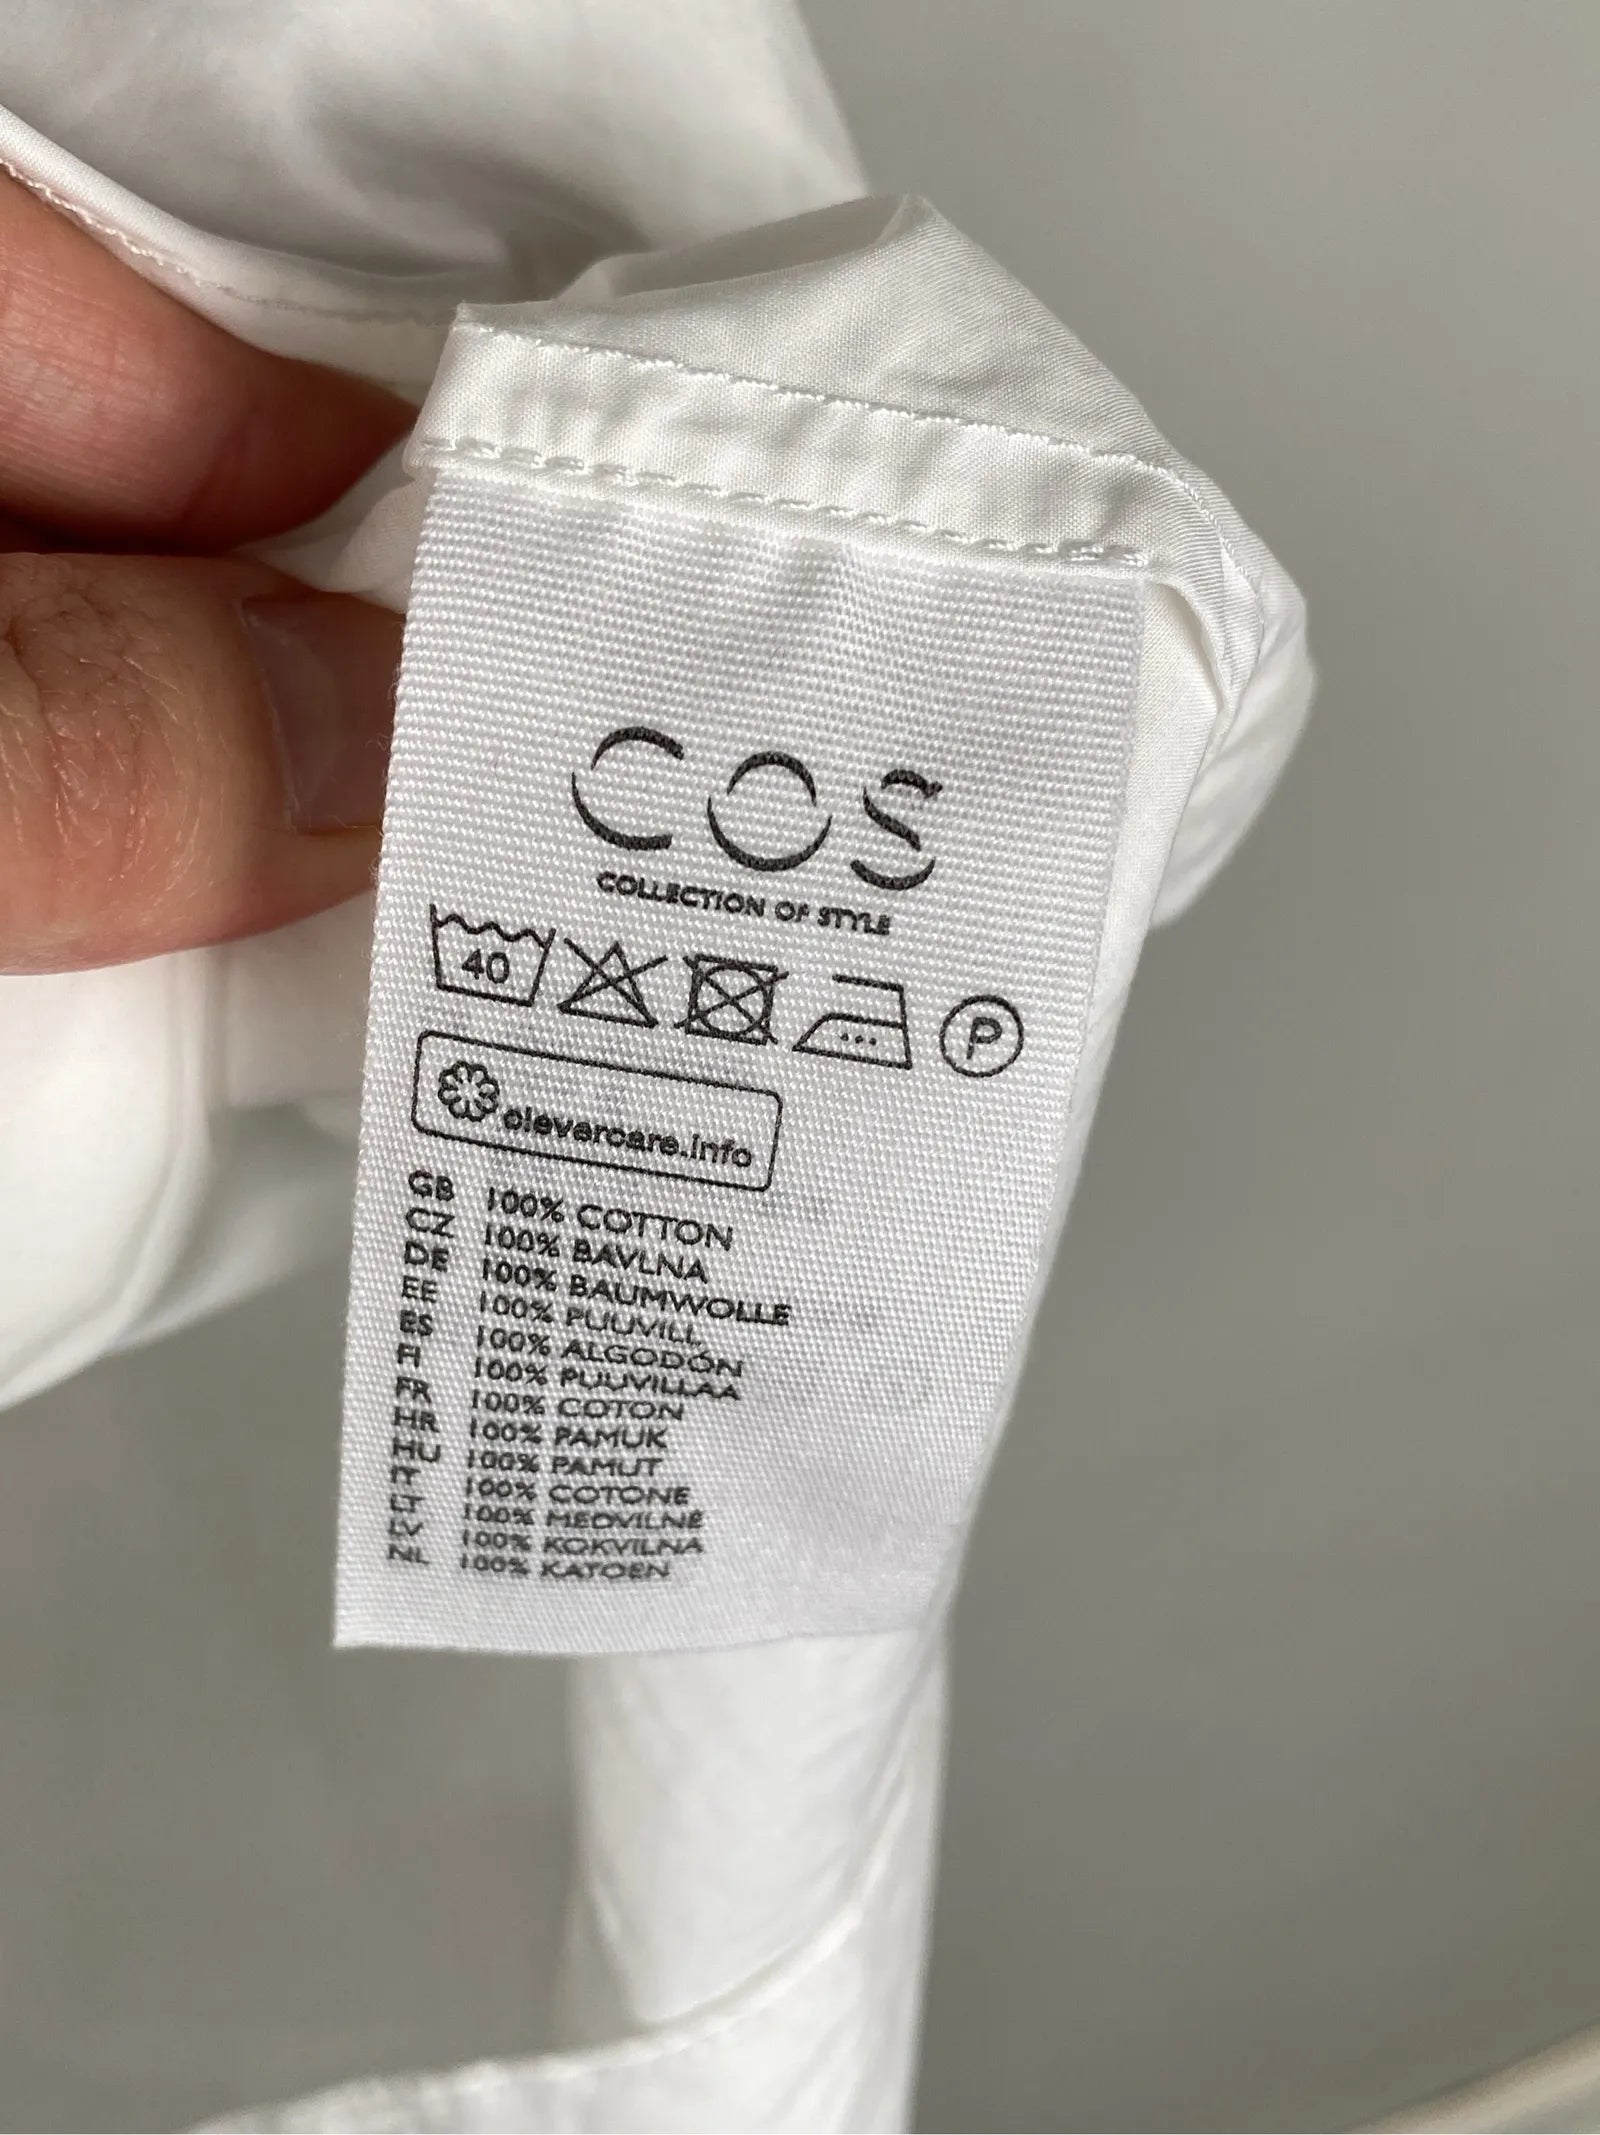 COS
COLLECTION OF STYLE
40 P
clevercare.info
GB 100% COTTON
CZ 100% BAVLNA
DE 100% BAUMWOLLE
EE 100% PUUVILL
ES 100% ALGODÓN
FI 100% PUUVILLAA
FR 100% COTON
HR 100% PAMUK
HU 100% PAMUT
IT 100% COTONE
LT 100% MEDVILNĖ
LV 100% KOKVILNA
NL 100% KATOEN